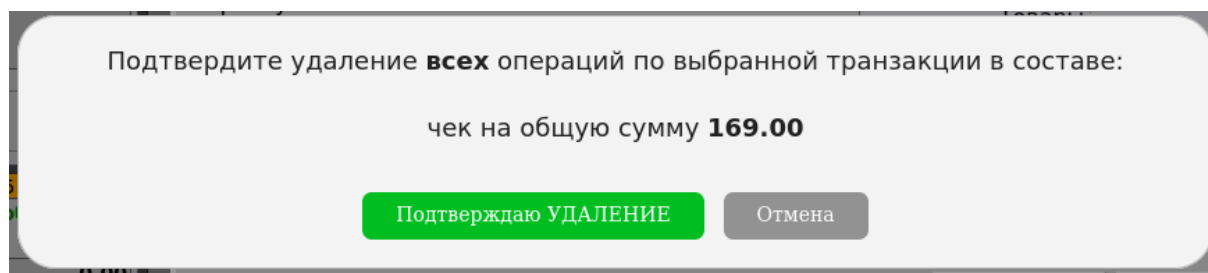 Подтвердите удаление всех операций по выбранной транзакции в составе:
чек на общую сумму 169.00
Подтверждаю УДАЛЕНИЕ
Отмена